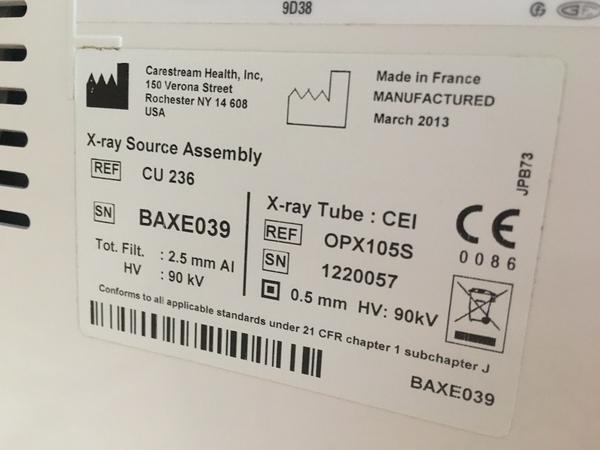 9D38
Carestream Health, Inc,
150 Verona Street
Rochester NY 14 608
USA
Made in France
MANUFACTURED
March 2013
X-ray Source Assembly
REF CU 236
SN BAXE039
Tot. Filt. : 2.5 mm Al
HV : 90 kV
X-ray Tube : CEI
REF OPX105S
SN 1220057
0.5 mm HV: 90kV
CE
0086
JPB73
Conforms to all applicable standards under 21 CFR chapter 1 subchapter J
BAXE039